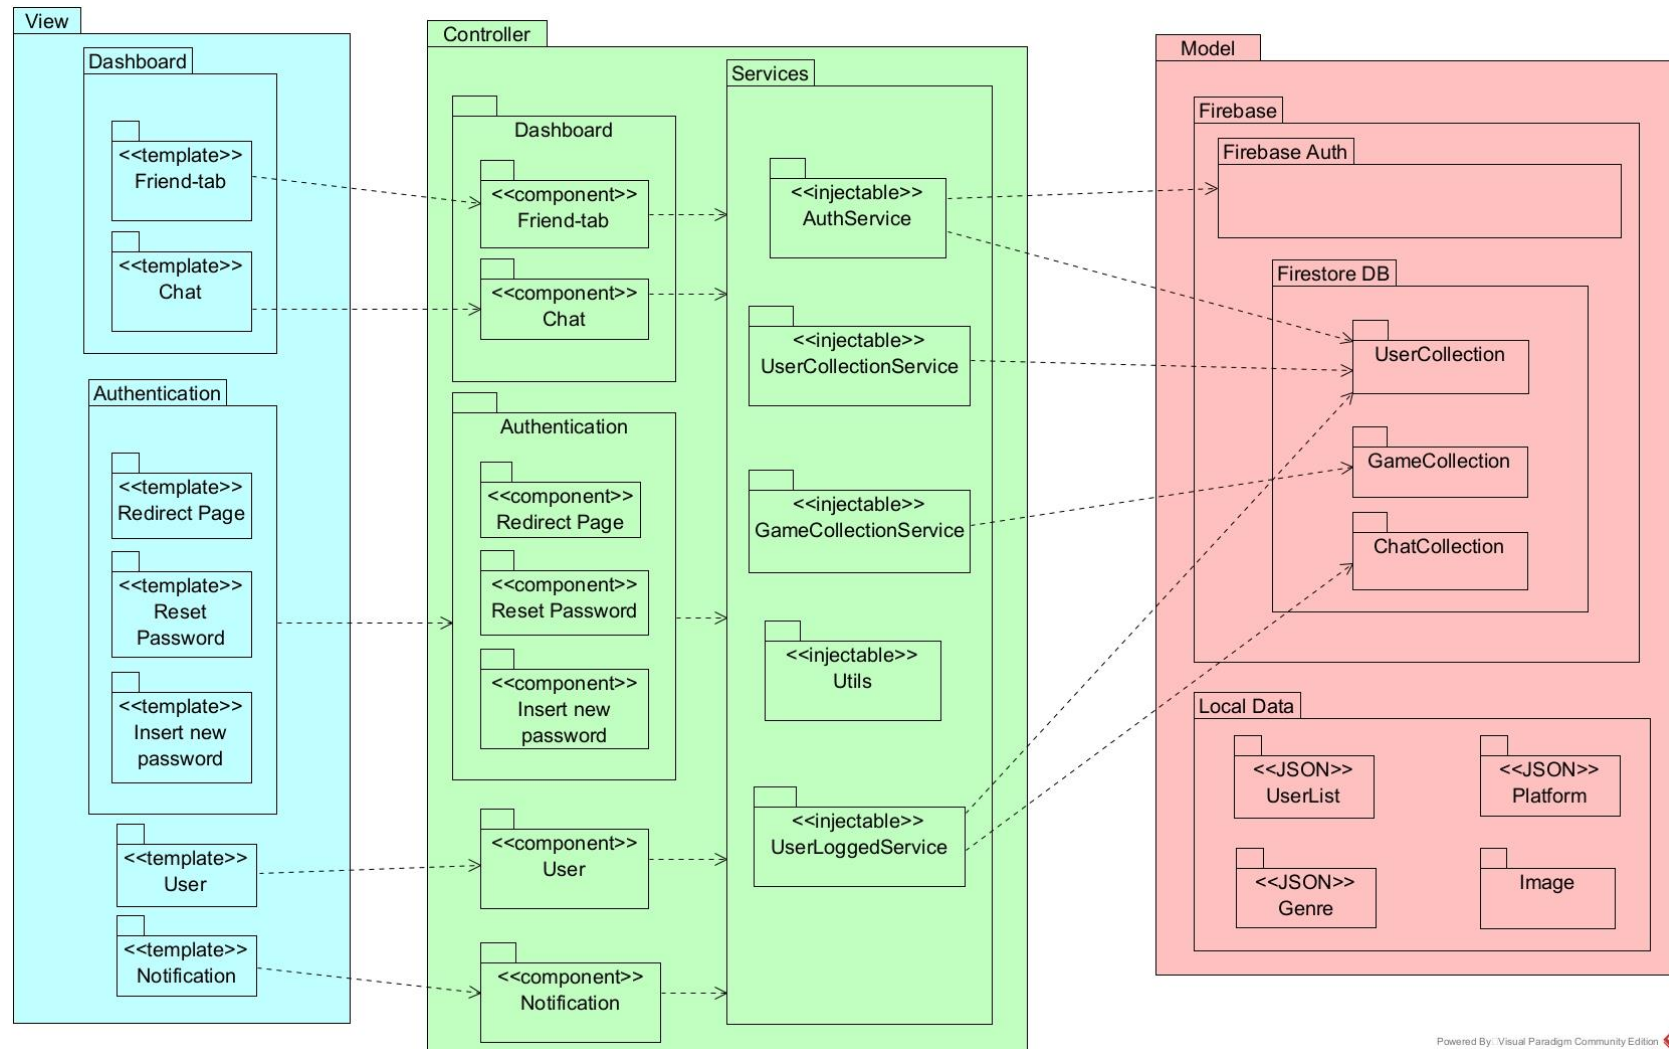 View
Dashboard
<<template>>
Friend-tab
<<template>>
Chat
Authentication
<<template>>
Redirect Page
<<template>>
Reset
Password
<<template>>
Insert new
password
<<template>>
User
<<template>>
Notification
Controller
Dashboard
<<component>>
Friend-tab
<<component>>
Chat
Authentication
<<component>>
Redirect Page
<<component>>
Reset Password
<<component>>
Insert new
password
<<component>>
User
<<component>>
Notification
Services
<<injectable>>
AuthService
<<injectable>>
UserCollectionService
<<injectable>>
GameCollectionService
<<injectable>>
Utils
<<injectable>>
UserLoggedService
Model
Firebase
Firebase Auth
Firestore DB
UserCollection
GameCollection
ChatCollection
Local Data
<<JSON>>
UserList
<<JSON>>
Platform
<<JSON>>
Genre
Image
Powered By: Visual Paradigm Community Edition